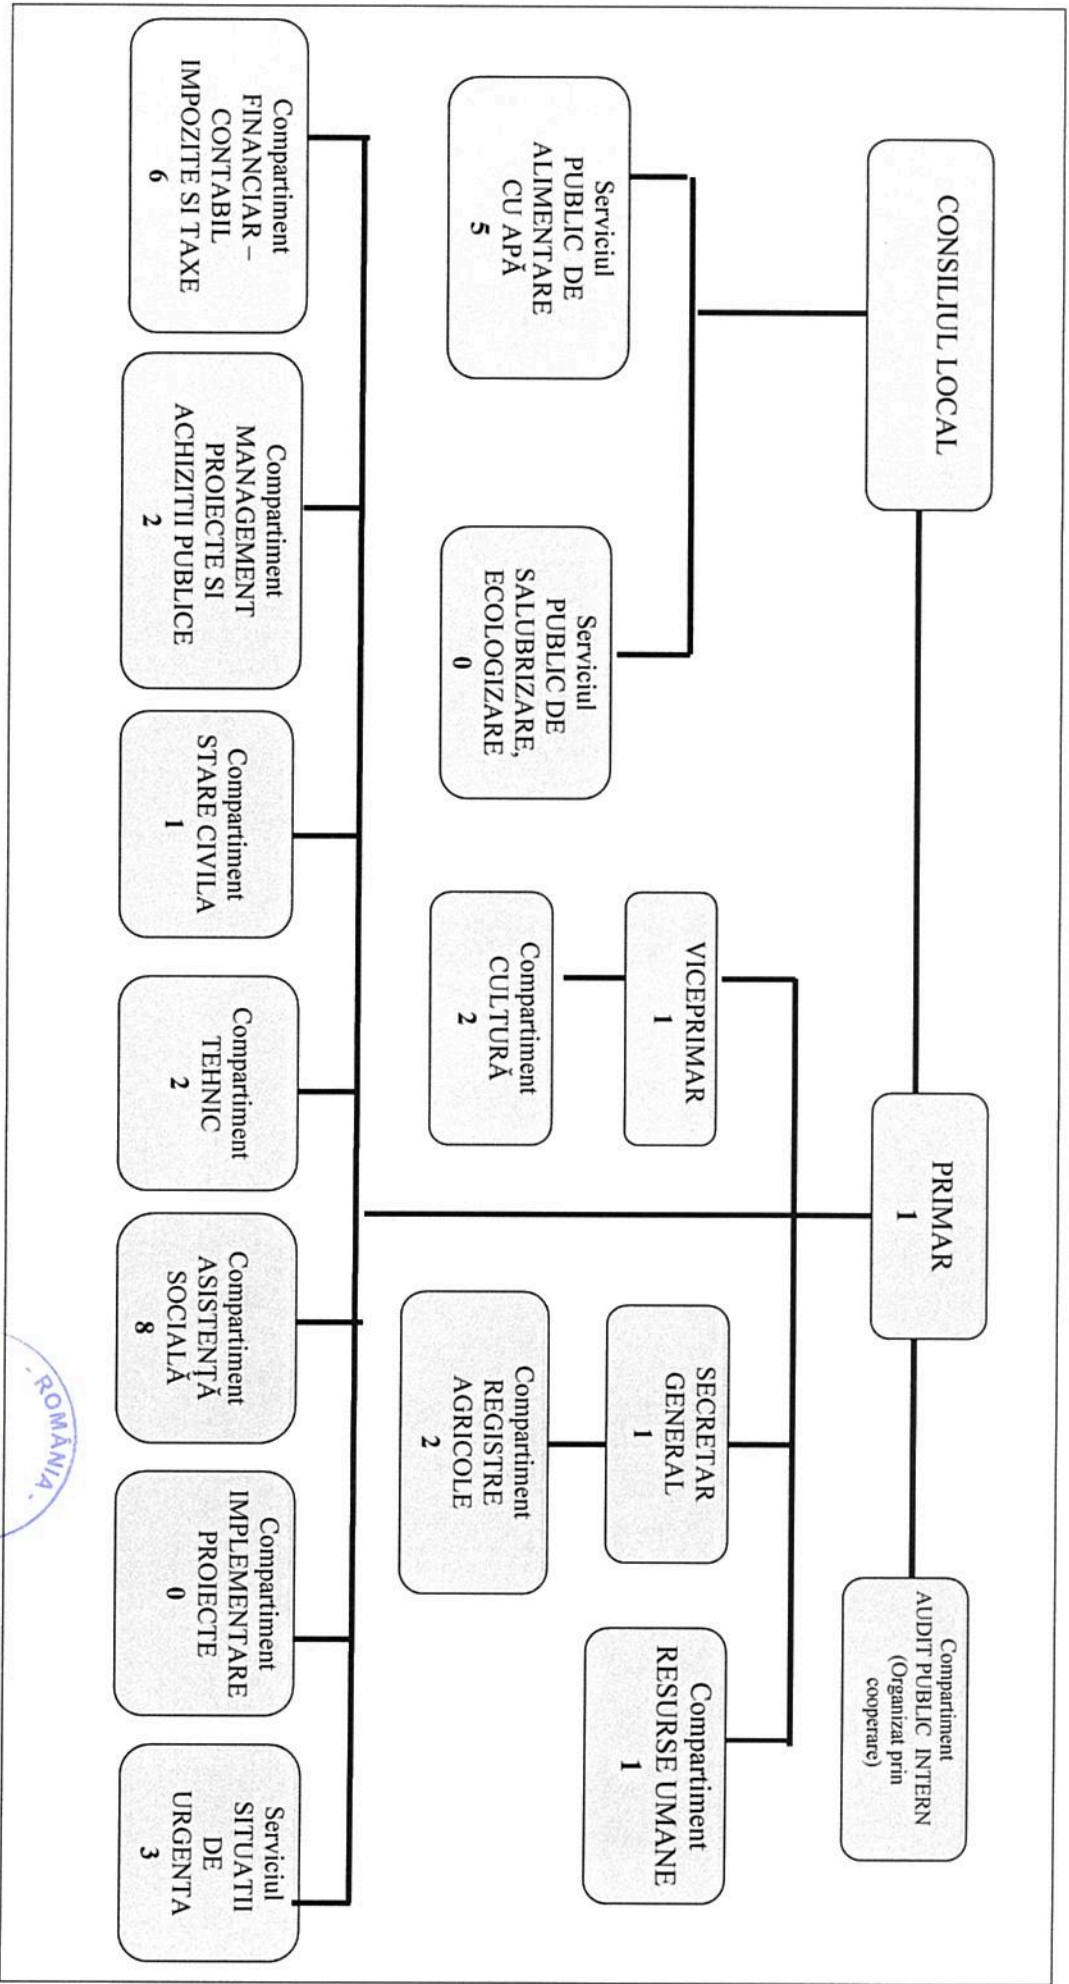 CONSILIUL LOCAL
PRIMAR
1
Compartiment
AUDIT PUBLIC INTERN
(Organizat prin
cooperare)
Serviciul
PUBLIC DE
ALIMENTARE
CU APĂ
5
Serviciul
PUBLIC DE
SALUBRIZARE,
ECOLOGIZARE
0
VICEPRIMAR
1
Compartiment
CULTURĂ
2
SECRETAR
GENERAL
1
Compartiment
REGISTRE
AGRICOLE
2
Compartiment
RESURSE UMANE
1
Compartiment
FINANCIAR –
CONTABIL
IMPOZITE SI TAXE
6
Compartiment
MANAGEMENT
PROIECTE SI
ACHIZITII PUBLICE
2
Compartiment
STARE CIVILA
1
Compartiment
TEHNIC
2
Compartiment
ASISTENŢĂ
SOCIALĂ
8
Compartiment
IMPLEMENTARE
PROIECTE
0
Serviciul
SITUATII
DE
URGENTA
3
· ROMÂNIA ·